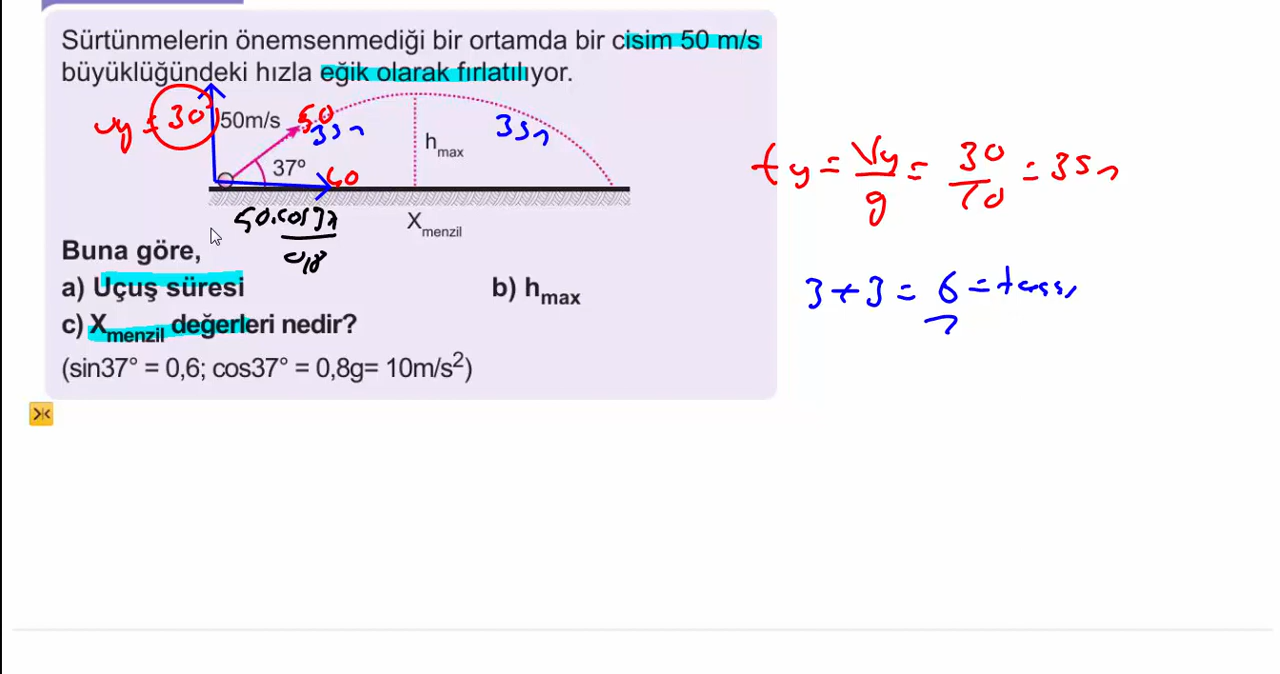 Sürtünmelerin önemsenmediği bir ortamda bir cisim 50 m/s
büyüklüğündeki hızla eğik olarak fırlatılıyor.
vy = 30
50m/s
50
3sn
3sn
hmax
37°
40
50.cos37
0,8
Xmenzil
ty = Vy/g = 30/10 = 3sn
3 + 3 = 6 =
Buna göre,
a) Uçuş süresi
b) hmax
c) Xmenzil değerleri nedir?
(sin37° = 0,6; cos37° = 0,8g= 10m/s²)